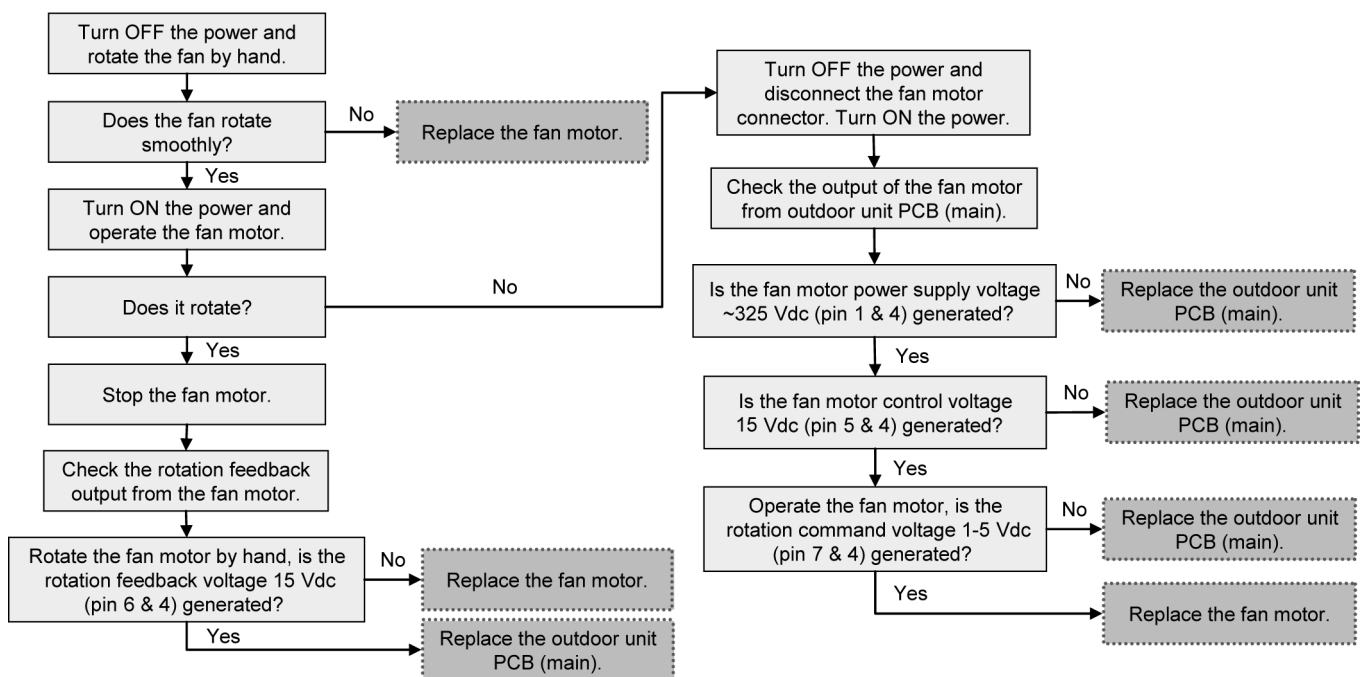 Turn OFF the power and
rotate the fan by hand.
Does the fan rotate
smoothly?
No
Replace the fan motor.
Yes
Turn ON the power and
operate the fan motor.
Does it rotate?
No
Yes
Stop the fan motor.
Check the rotation feedback
output from the fan motor.
Rotate the fan motor by hand, is the
rotation feedback voltage 15 Vdc
(pin 6 & 4) generated?
No
Replace the fan motor.
Yes
Replace the outdoor unit
PCB (main).
Turn OFF the power and
disconnect the fan motor
connector. Turn ON the power.
Check the output of the fan motor
from outdoor unit PCB (main).
Is the fan motor power supply voltage
~325 Vdc (pin 1 & 4) generated?
No
Replace the outdoor unit
PCB (main).
Yes
Is the fan motor control voltage
15 Vdc (pin 5 & 4) generated?
No
Replace the outdoor unit
PCB (main).
Yes
Operate the fan motor, is the
rotation command voltage 1-5 Vdc
(pin 7 & 4) generated?
No
Replace the outdoor unit
PCB (main).
Yes
Replace the fan motor.